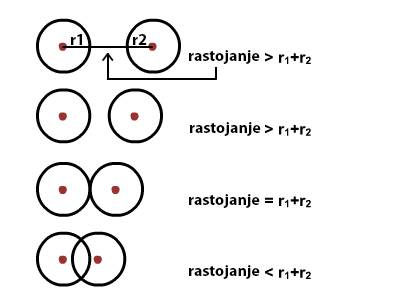 r1 r2
rastojanje > r₁+r₂
rastojanje > r₁+r₂
rastojanje = r₁+r₂
rastojanje < r₁+r₂